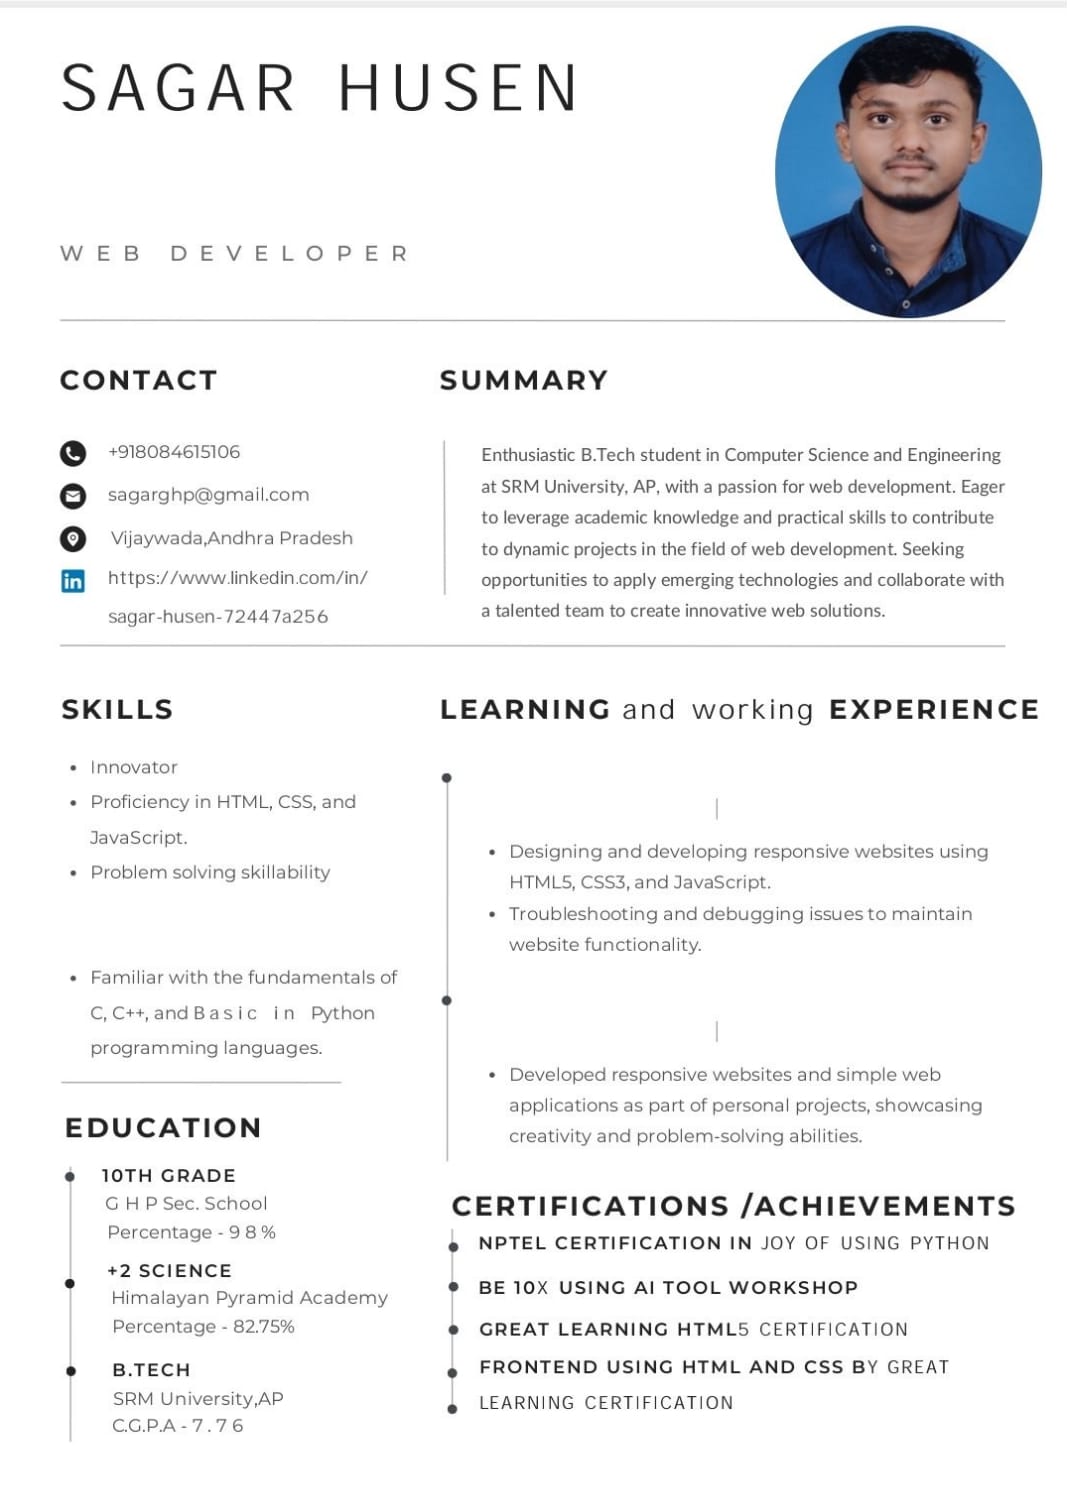 SAGAR HUSEN
WEB DEVELOPER
CONTACT
+918084615106
sagarghp@gmail.com
Vijaywada,Andhra Pradesh
https://www.linkedin.com/in/
sagar-husen-72447a256
SUMMARY
Enthusiastic B.Tech student in Computer Science and Engineering
at SRM University, AP, with a passion for web development. Eager
to leverage academic knowledge and practical skills to contribute
to dynamic projects in the field of web development. Seeking
opportunities to apply emerging technologies and collaborate with
a talented team to create innovative web solutions.
SKILLS
• Innovator
• Proficiency in HTML, CSS, and
JavaScript.
• Problem solving skillability
• Familiar with the fundamentals of
C, C++, and Basic in Python
programming languages.
EDUCATION
10TH GRADE
G H P Sec. School
Percentage - 98%
+2 SCIENCE
Himalayan Pyramid Academy
Percentage - 82.75%
B.TECH
SRM University,AP
C.G.P.A - 7.76
LEARNING and working EXPERIENCE
• Designing and developing responsive websites using
HTML5, CSS3, and JavaScript.
• Troubleshooting and debugging issues to maintain
website functionality.
• Developed responsive websites and simple web
applications as part of personal projects, showcasing
creativity and problem-solving abilities.
CERTIFICATIONS /ACHIEVEMENTS
NPTEL CERTIFICATION IN JOY OF USING PYTHON
BE 10X USING AI TOOL WORKSHOP
GREAT LEARNING HTML5 CERTIFICATION
FRONTEND USING HTML AND CSS BY GREAT
LEARNING CERTIFICATION